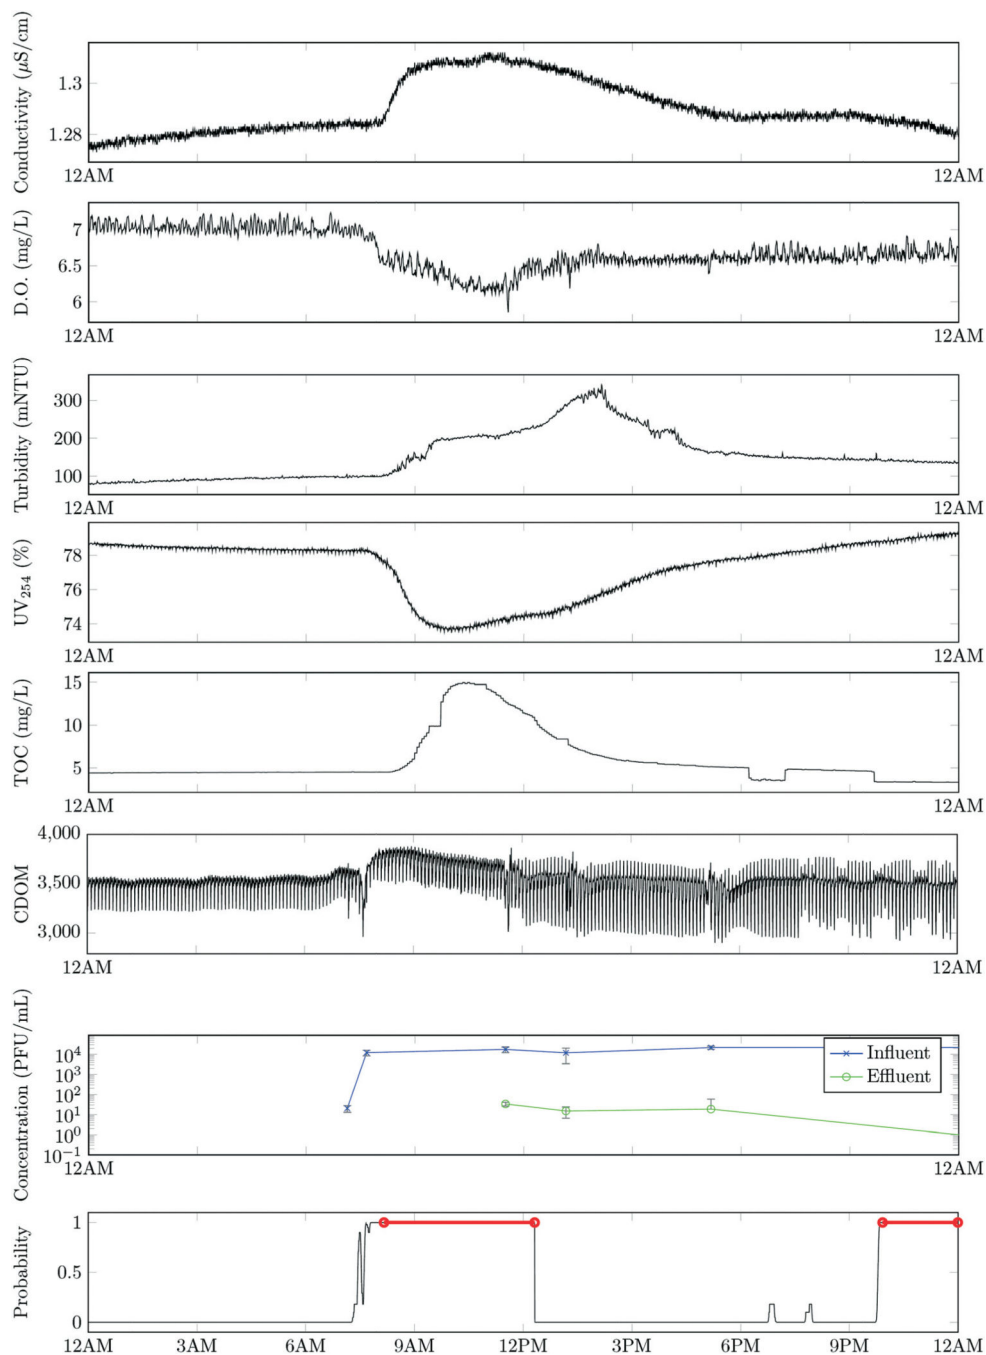 Conductivity (μS/cm)
1.3
1.28
12AM 12AM
D.O. (mg/L)
7
6.5
6
12AM 12AM
Turbidity (mNTU)
300
200
100
12AM 12AM
UV254 (%)
78
76
74
12AM 12AM
TOC (mg/L)
15
10
5
12AM 12AM
CDOM
4,000
3,500
3,000
12AM 12AM
Concentration (PFU/mL)
10^4
10^3
10^2
10^1
10^0
10^−1
Influent
Effluent
12AM 12AM
Probability
1
0.5
0
12AM 3AM 6AM 9AM 12PM 3PM 6PM 9PM 12AM